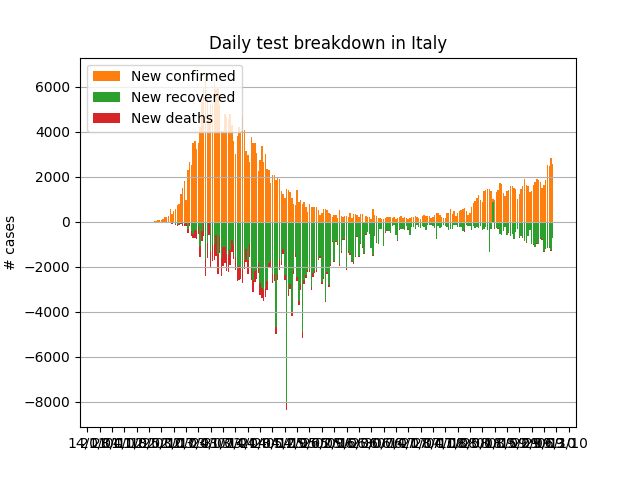 Daily test breakdown in Italy
New confirmed
New recovered
New deaths
6000
4000
2000
0
−2000
−4000
−6000
−8000
# cases